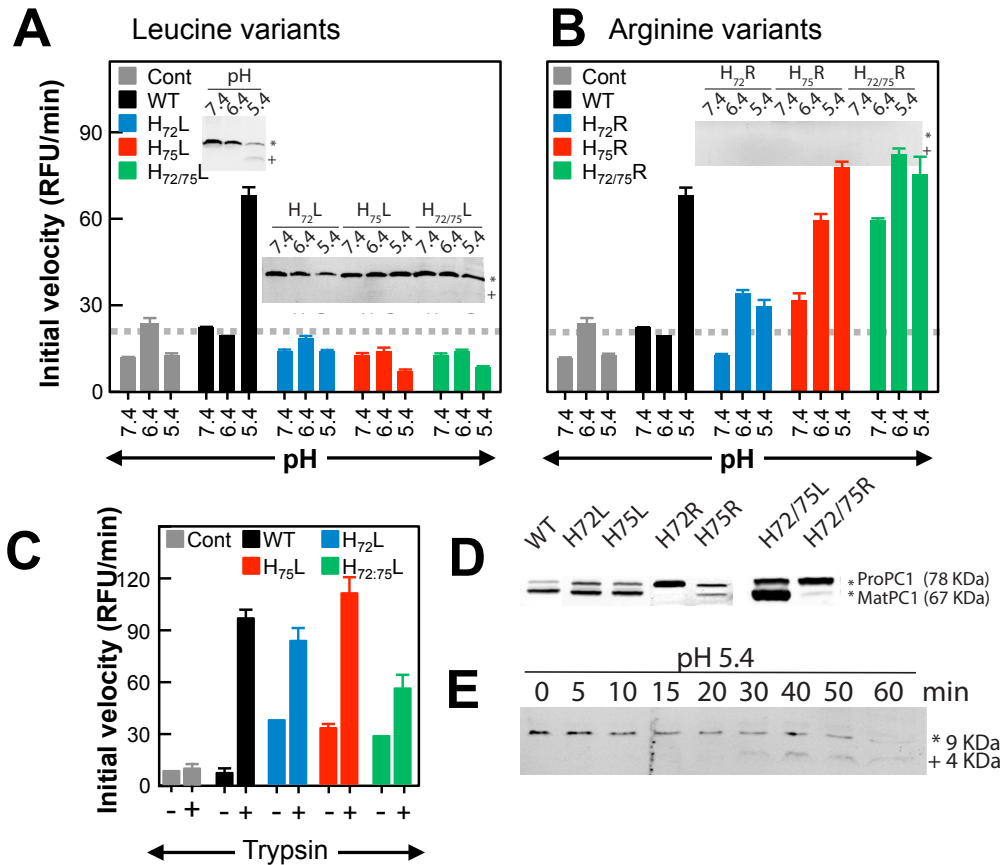 A
Leucine variants
Initial velocity (RFU/min)
90
60
30
0
Cont
WT
H72L
H75L
H72/75L
pH
7.4 6.4 5.4
*
+
H72L H75L H72/75L
7.4 6.4 5.4 7.4 6.4 5.4 7.4 6.4 5.4
*
+
7.4 6.4 5.4 7.4 6.4 5.4 7.4 6.4 5.4 7.4 6.4 5.4 7.4 6.4 5.4
pH
B
Arginine variants
Cont
WT
H72R
H75R
H72/75R
H72R H75R H72/75R
7.4 6.4 5.4 7.4 6.4 5.4 7.4 6.4 5.4
*
+
7.4 6.4 5.4 7.4 6.4 5.4 7.4 6.4 5.4 7.4 6.4 5.4 7.4 6.4 5.4
pH
C
Initial velocity (RFU/min)
120
90
60
30
0
Cont WT H72L
H75L H72:75L
- + - + - + - + - +
Trypsin
D
WT H72L H75L H72R H75R H72/75L H72/75R
* ProPC1 (78 KDa)
* MatPC1 (67 KDa)
E
pH 5.4
0 5 10 15 20 30 40 50 60 min
* 9 KDa
+ 4 KDa